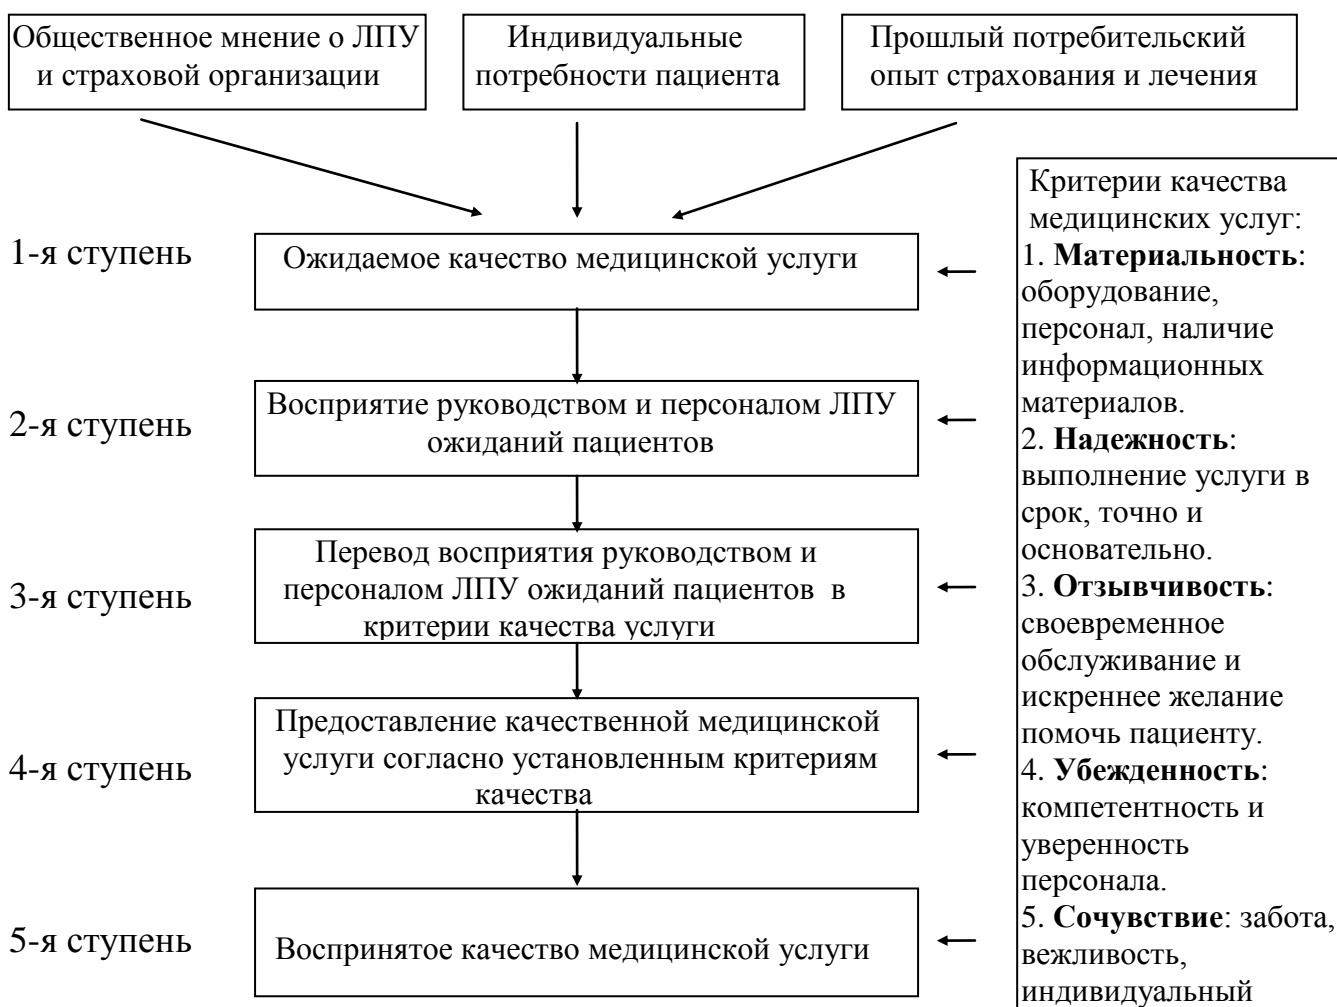 Общественное мнение о ЛПУ
и страховой организации
Индивидуальные
потребности пациента
Прошлый потребительский
опыт страхования и лечения
1-я ступень
Ожидаемое качество медицинской услуги
2-я ступень
Восприятие руководством и персоналом ЛПУ
ожиданий пациентов
3-я ступень
Перевод восприятия руководством и
персоналом ЛПУ ожиданий пациентов в
критерии качества услуги
4-я ступень
Предоставление качественной медицинской
услуги согласно установленным критериям
качества
5-я ступень
Воспринятое качество медицинской услуги
Критерии качества
медицинских услуг:
1. Материальность:
оборудование,
персонал, наличие
информационных
материалов.
2. Надежность:
выполнение услуги в
срок, точно и
основательно.
3. Отзывчивость:
своевременное
обслуживание и
искреннее желание
помочь пациенту.
4. Убежденность:
компетентность и
уверенность
персонала.
5. Сочувствие: забота,
вежливость,
индивидуальный